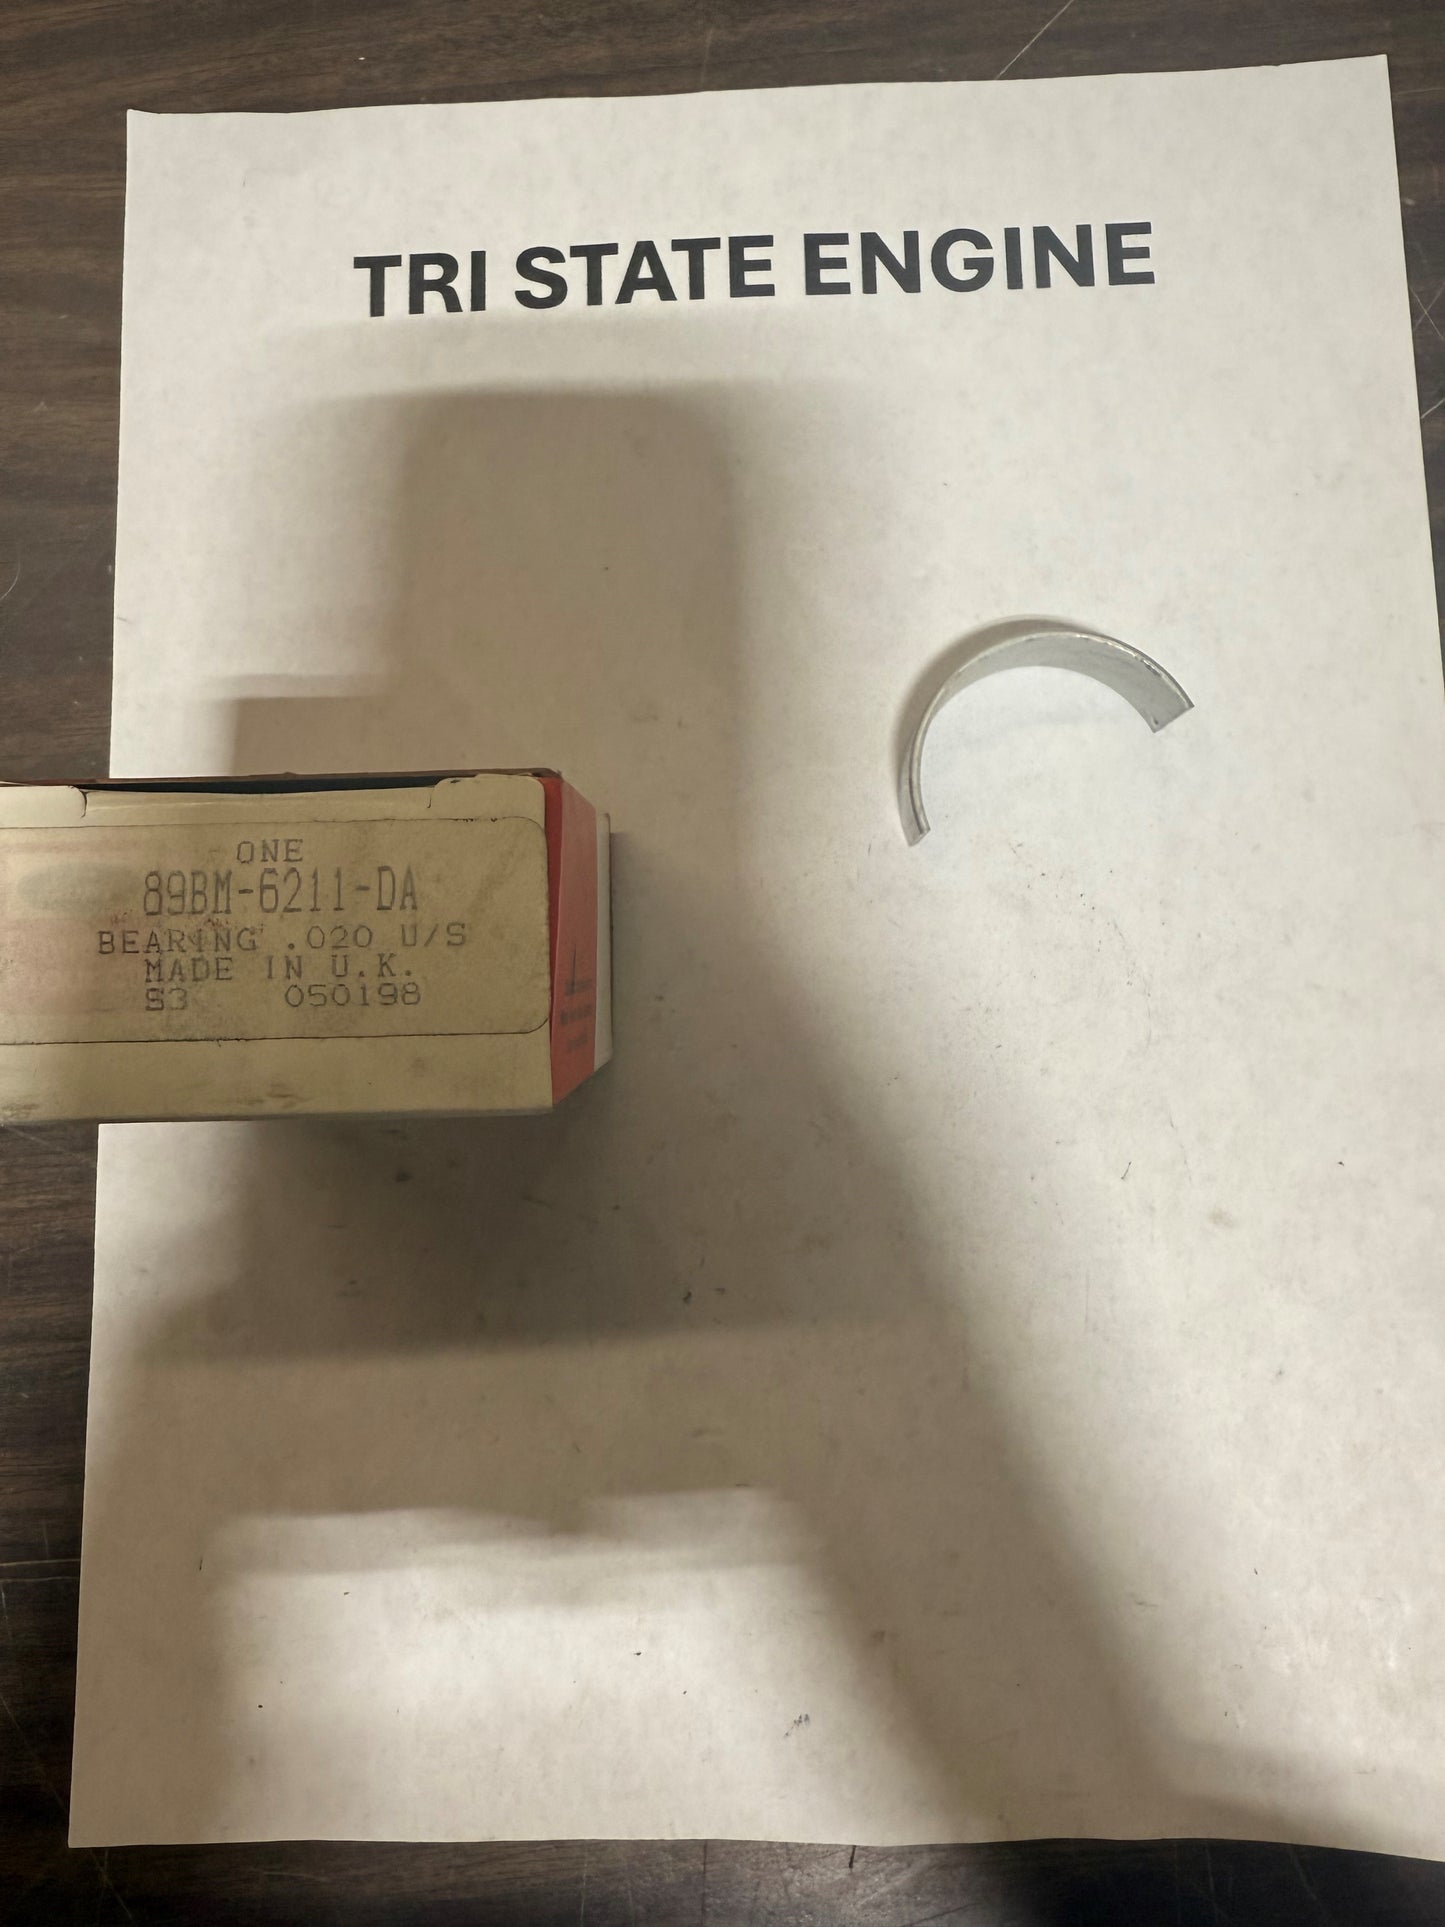 TRI STATE ENGINE
ONE
89BM-6211-DA
BEARING .020 U/S
MADE IN U.K.
S3 050198